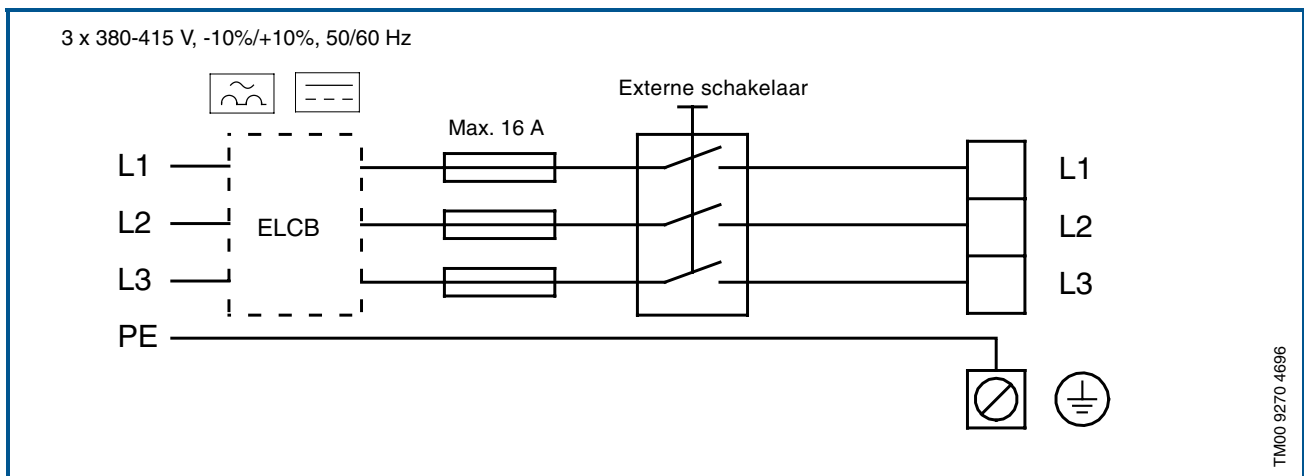 3 x 380-415 V, -10%/+10%, 50/60 Hz
Externe schakelaar
Max. 16 A
L1
L1
L2
ELCB
L2
L3
L3
PE
TM00 9270 4696